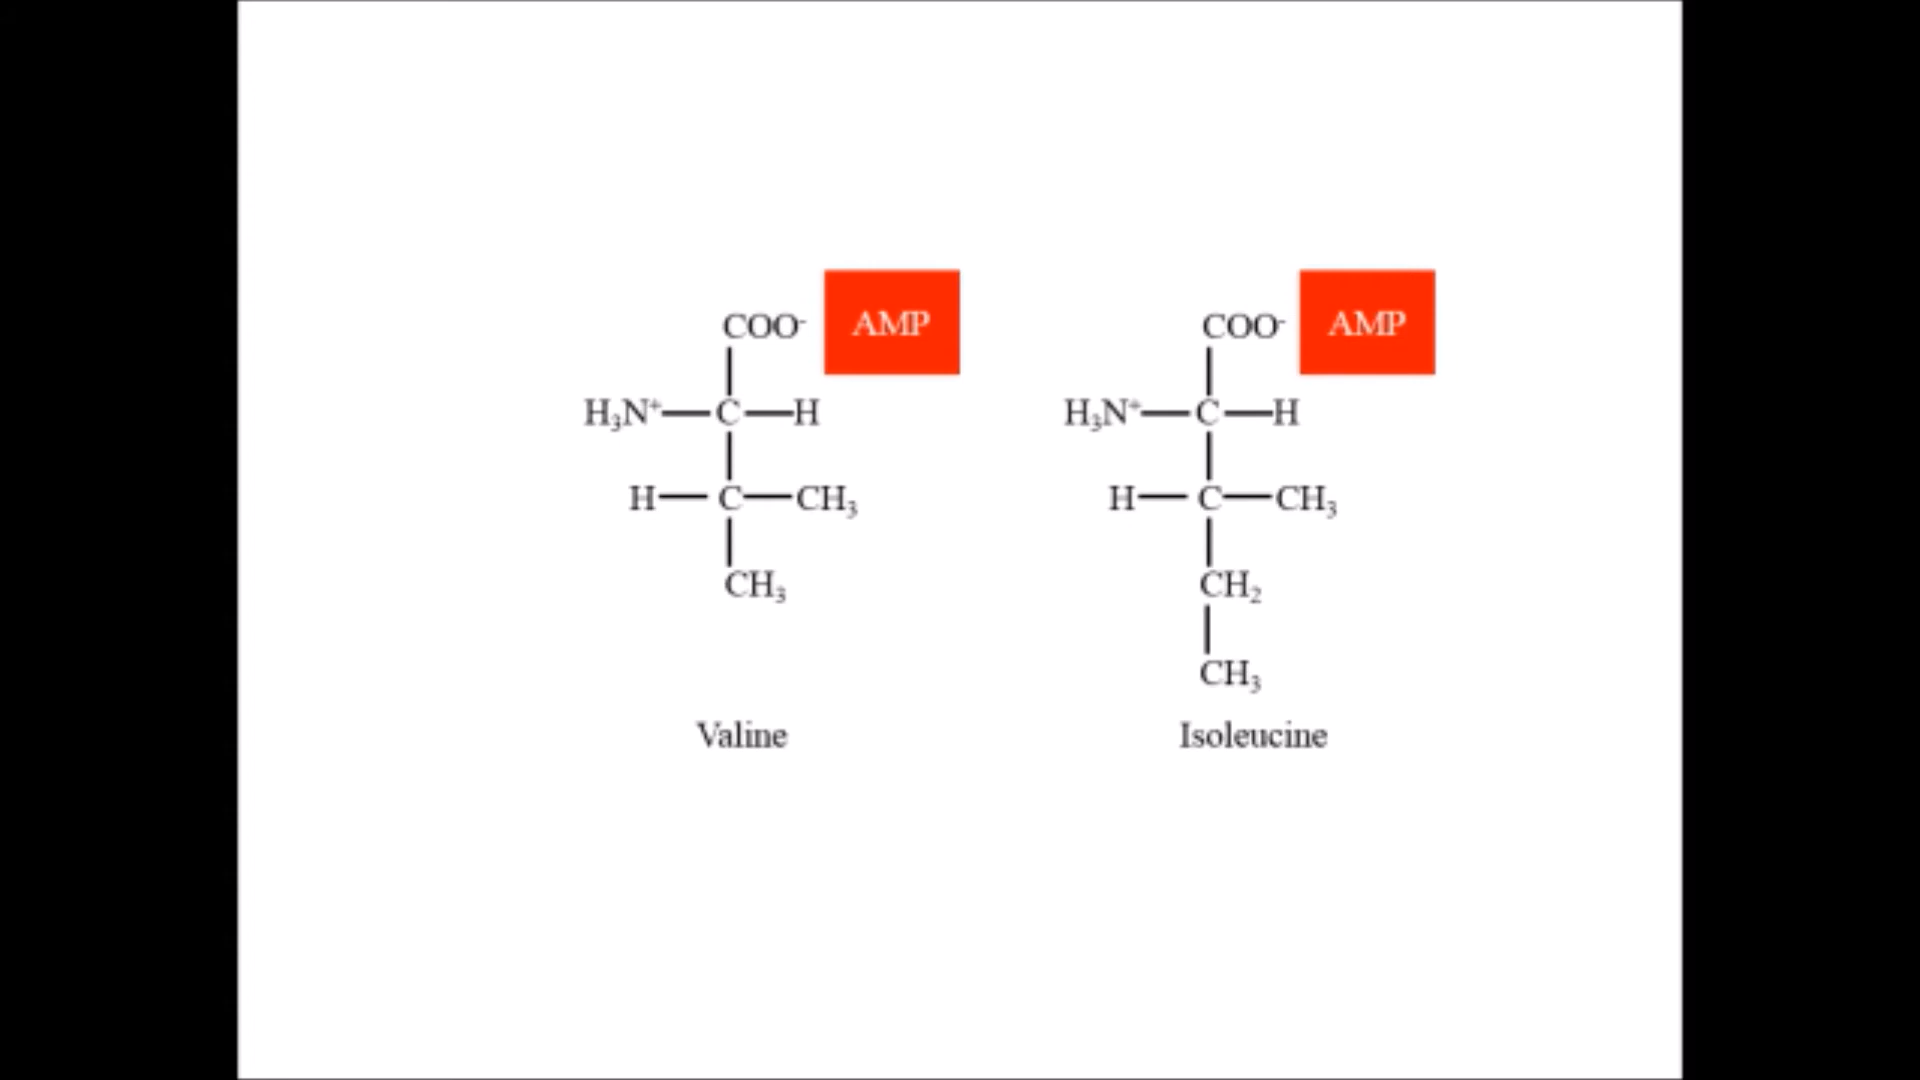 COO⁻ AMP
H₃N⁺—C—H
H—C—CH₃
CH₃
Valine
COO⁻ AMP
H₃N⁺—C—H
H—C—CH₃
CH₂
CH₃
Isoleucine